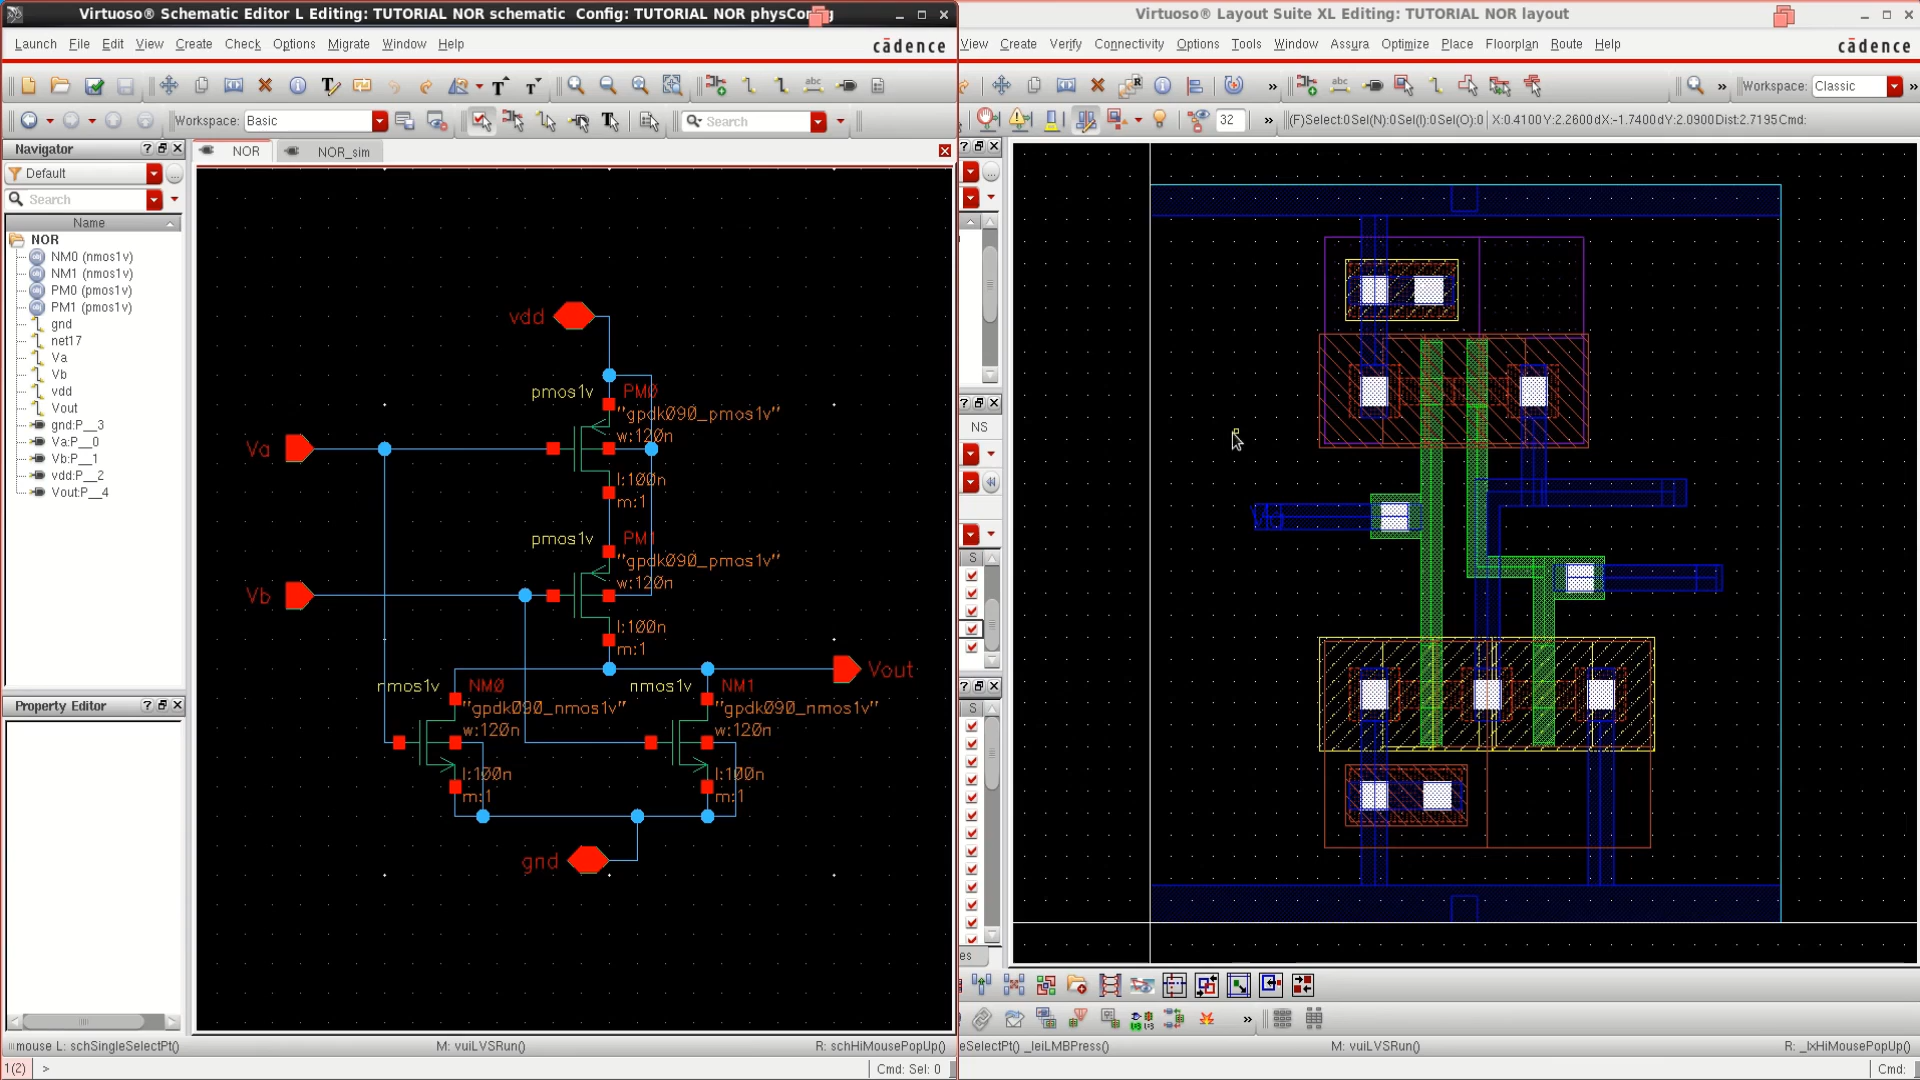 Virtuoso® Schematic Editor L Editing: TUTORIAL NOR schematic Config: TUTORIAL NOR physConfig
Launch File Edit View Create Check Options Migrate Window Help
cādence
Workspace: Basic
Search
Navigator
Default
Search
Name
NOR
NM0 (nmos1v)
NM1 (nmos1v)
PM0 (pmos1v)
PM1 (pmos1v)
gnd
net17
Va
Vb
vdd
Vout
gnd:P__3
Va:P__0
Vb:P__1
vdd:P__2
Vout:P__4
Property Editor
NOR
NOR_sim
vdd
pmos1v PM0
"gpdk090_pmos1v"
w:120n
Va
l:100n
m:1
pmos1v PM1
"gpdk090_pmos1v"
w:120n
Vb
l:100n
m:1
Vout
nmos1v NM0
"gpdk090_nmos1v"
w:120n
l:100n
m:1
nmos1v NM1
"gpdk090_nmos1v"
w:120n
l:100n
m:1
gnd
mouse L: schSingleSelectPt() M: vuiLVSRun() R: schHiMousePopUp()
1(2) > Cmd: Sel: 0
Virtuoso® Layout Suite XL Editing: TUTORIAL NOR layout
View Create Verify Connectivity Options Tools Window Assura Optimize Place Floorplan Route Help
cādence
Workspace: Classic
32
(F)Select:0 Sel(N):0 Sel(I):0 Sel(O):0 X:0.4100 Y:2.2600 dX:-1.7400 dY:2.0900 Dist:2.7195 Cmd:
NS
S
S
es
eSelectPt() _leiLMBPress() M: vuiLVSRun() R: _lxHiMousePopUp()
Cmd: